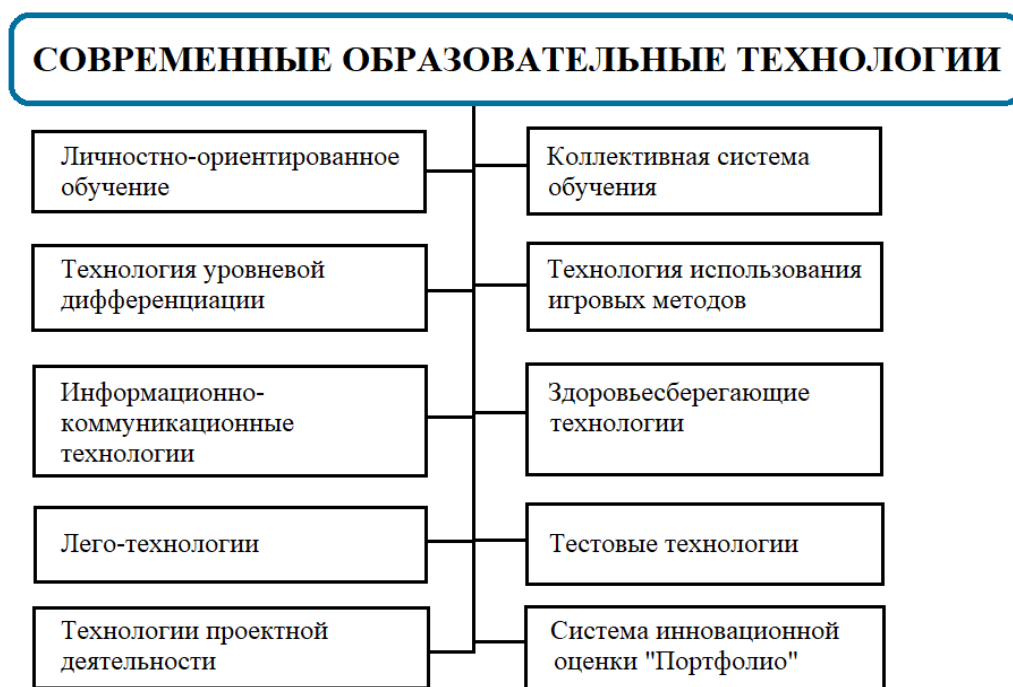 СОВРЕМЕННЫЕ ОБРАЗОВАТЕЛЬНЫЕ ТЕХНОЛОГИИ
Личностно-ориентированное
обучение
Коллективная система
обучения
Технология уровневой
дифференциации
Технология использования
игровых методов
Информационно-
коммуникационные
технологии
Здоровьесберегающие
технологии
Лего-технологии
Тестовые технологии
Технологии проектной
деятельности
Система инновационной
оценки "Портфолио"